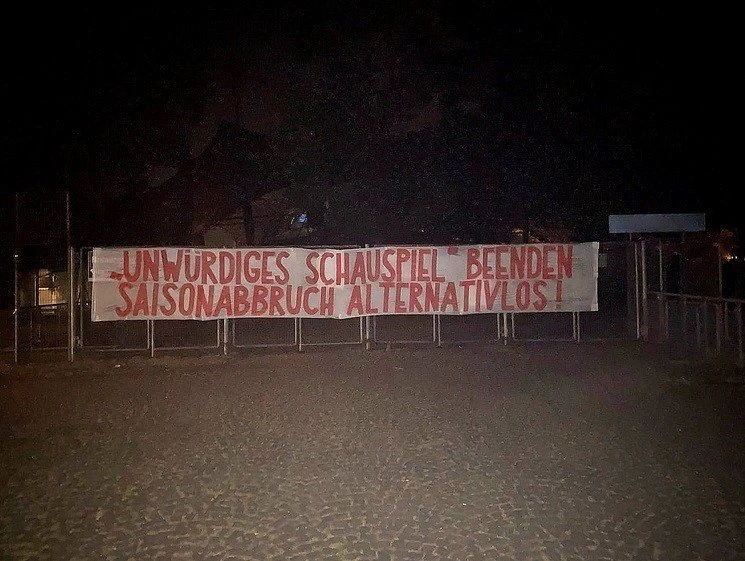 „UNWÜRDIGES SCHAUSPIEL“ BEENDEN
SAISONABBRUCH ALTERNATIVLOS!